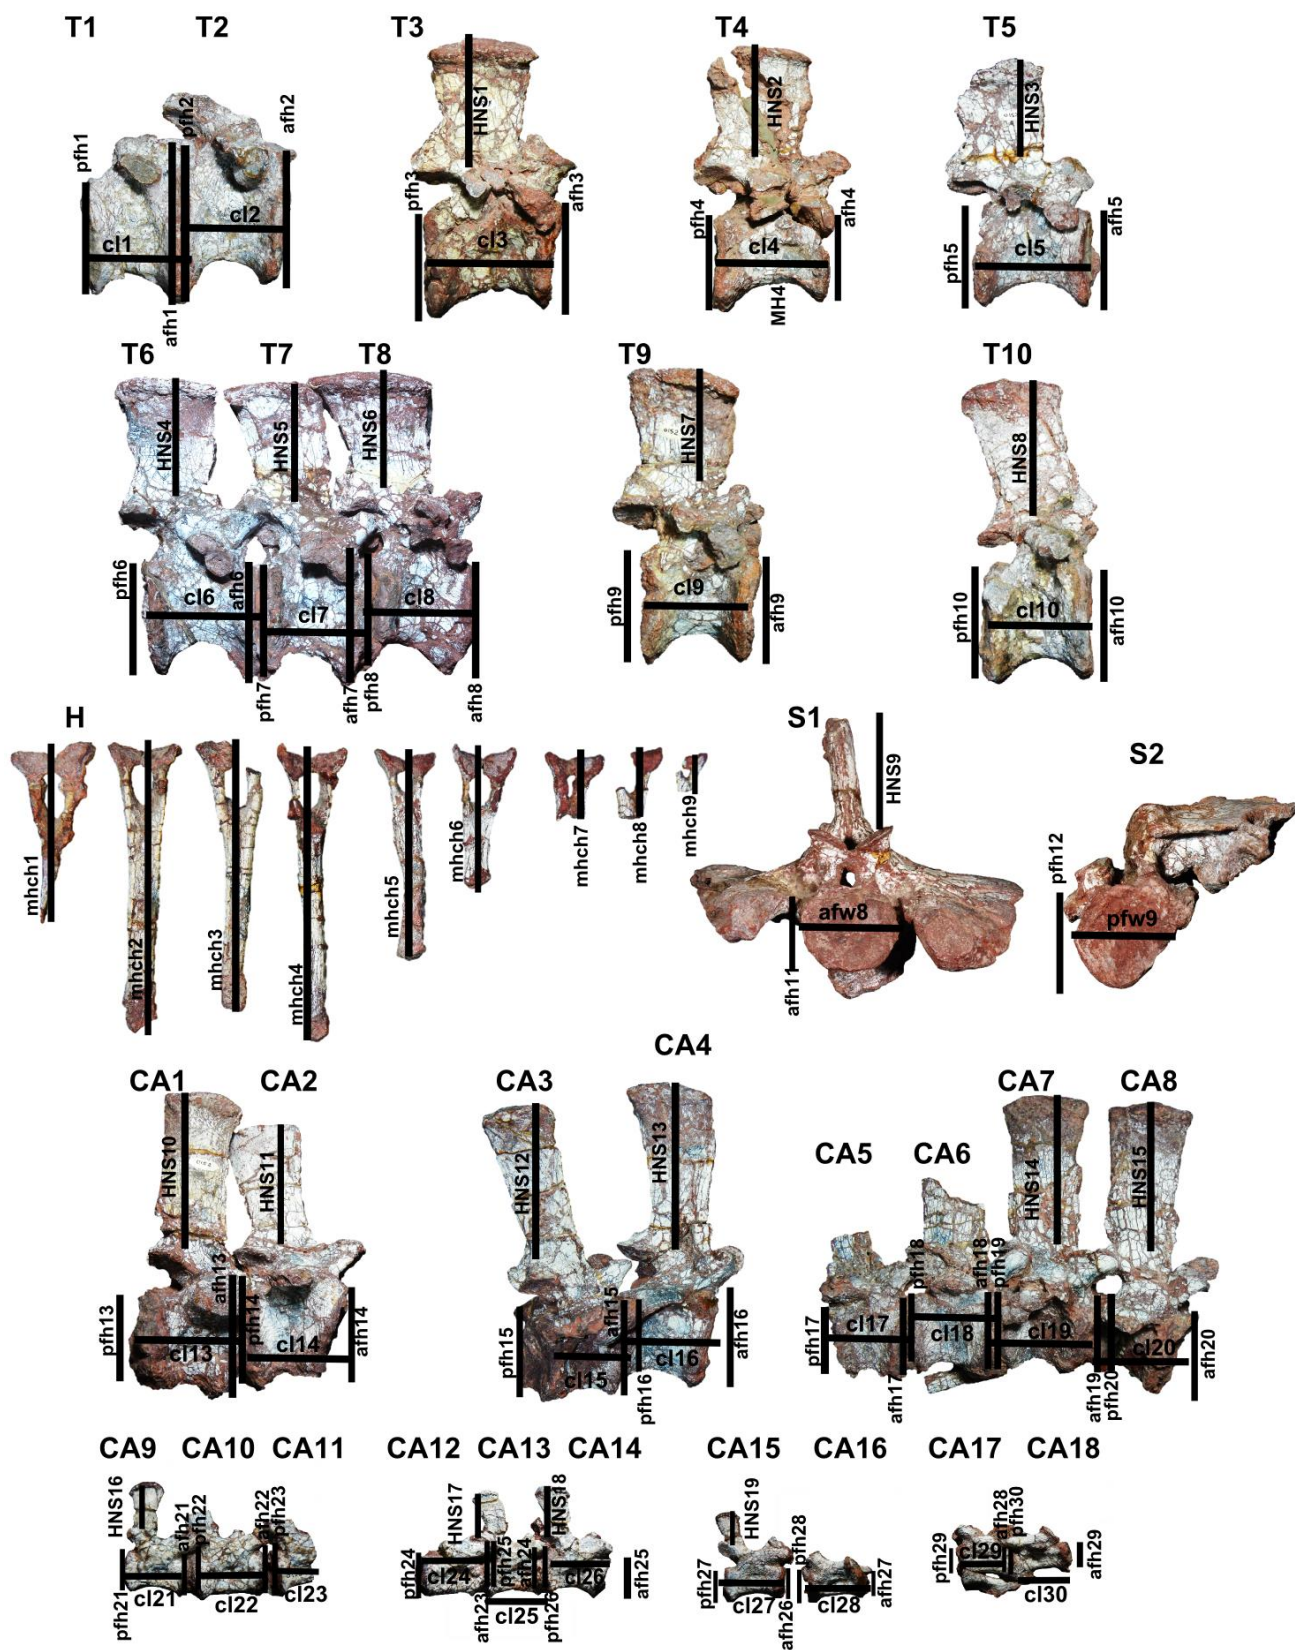 T1 T2 T3 T4 T5
pfh1 cl1 afh1 pfh2 cl2 afh2 pfh3 HNS1 cl3 afh3 pfh4 HNS2 cl4 MH4 afh4 pfh5 HNS3 cl5 afh5
T6 T7 T8 T9 T10
pfh6 HNS4 cl6 afh6 pfh7 HNS5 cl7 afh7 pfh8 HNS6 cl8 afh8 pfh9 HNS7 cl9 afh9 pfh10 HNS8 cl10 afh10
H S1 S2
mhch1 mhch2 mhch3 mhch4 mhch5 mhch6 mhch7 mhch8 mhch9 HNS9 afh11 afw8 pfh12 pfw9
CA1 CA2 CA3 CA4 CA5 CA6 CA7 CA8
pfh13 HNS10 cl13 afh13 pfh14 HNS11 cl14 afh14 pfh15 HNS12 cl15 afh15 pfh16 HNS13 cl16 afh16 pfh17 cl17 afh17 pfh18 cl18 afh18 pfh19 HNS14 cl19 afh19 pfh20 HNS15 cl20 afh20
CA9 CA10 CA11 CA12 CA13 CA14 CA15 CA16 CA17 CA18
pfh21 HNS16 cl21 afh21 pfh22 cl22 afh22 pfh23 cl23 pfh24 HNS17 cl24 afh23 pfh25 cl25 afh24 pfh26 HNS18 cl26 afh25 pfh27 HNS19 cl27 afh26 pfh28 cl28 afh27 pfh29 cl29 afh28 pfh30 cl30 afh29